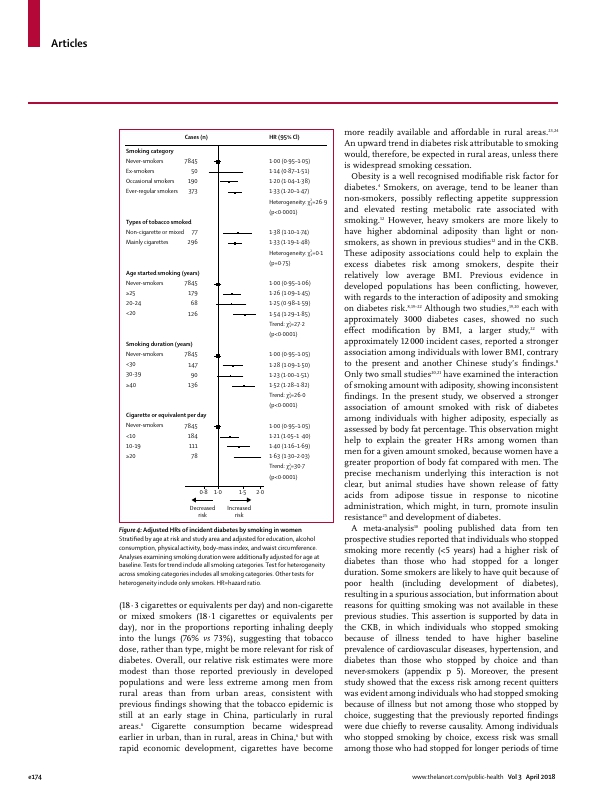 Articles
Cases (n) HR (95% CI)
Smoking category
Never-smokers 7845 1·00 (0·95–1·05)
Ex-smokers 50 1·14 (0·87–1·51)
Occasional smokers 190 1·20 (1·04–1·38)
Ever-regular smokers 373 1·33 (1·20–1·47)
Heterogeneity: χ²=26·9
(p<0·0001)
Types of tobacco smoked
Non-cigarette or mixed 77 1·38 (1·10–1·74)
Mainly cigarettes 296 1·33 (1·19–1·48)
Heterogeneity: χ²=0·1
(p=0·75)
Age started smoking (years)
Never-smokers 7845 1·00 (0·95–1·06)
≥25 179 1·26 (1·09–1·45)
20–24 68 1·25 (0·98–1·59)
<20 126 1·54 (1·29–1·85)
Trend: χ²=27·2
(p<0·0001)
Smoking duration (years)
Never-smokers 7845 1·00 (0·95–1·05)
<30 147 1·28 (1·09–1·50)
30–39 90 1·23 (1·00–1·51)
≥40 136 1·52 (1·28–1·82)
Trend: χ²=26·0
(p<0·0001)
Cigarette or equivalent per day
Never-smokers 7845 1·00 (0·95–1·05)
<10 184 1·21 (1·05–1·40)
10–19 111 1·40 (1·16–1·69)
≥20 78 1·63 (1·30–2·03)
Trend: χ²=30·7
(p<0·0001)
0·8 1·0 1·5 2·0
Decreased risk Increased risk
Figure 4: Adjusted HRs of incident diabetes by smoking in women
Stratified by age at risk and study area and adjusted for education, alcohol
consumption, physical activity, body-mass index, and waist circumference.
Analyses examining smoking duration were additionally adjusted for age at
baseline. Tests for trend include all smoking categories. Test for heterogeneity
across smoking categories includes all smoking categories. Other tests for
heterogeneity include only smokers. HR=hazard ratio.
(18·3 cigarettes or equivalents per day) and non-cigarette
or mixed smokers (18·1 cigarettes or equivalents per
day), nor in the proportions reporting inhaling deeply
into the lungs (76% vs 73%), suggesting that tobacco
dose, rather than type, might be more relevant for risk of
diabetes. Overall, our relative risk estimates were more
modest than those reported previously in developed
populations and were less extreme among men from
rural areas than from urban areas, consistent with
previous findings showing that the tobacco epidemic is
still at an early stage in China, particularly in rural
areas. Cigarette consumption became widespread
earlier in urban, than in rural, areas in China, but with
rapid economic development, cigarettes have become
more readily available and affordable in rural areas.23,24
An upward trend in diabetes risk attributable to smoking
would, therefore, be expected in rural areas, unless there
is widespread smoking cessation.
Obesity is a well recognised modifiable risk factor for
diabetes. Smokers, on average, tend to be leaner than
non-smokers, possibly reflecting appetite suppression
and elevated resting metabolic rate associated with
smoking.12 However, heavy smokers are more likely to
have higher abdominal adiposity than light or non-
smokers, as shown in previous studies12 and in the CKB.
These adiposity associations could help to explain the
excess diabetes risk among smokers, despite their
relatively low average BMI. Previous evidence in
developed populations has been conflicting, however,
with regards to the interaction of adiposity and smoking
on diabetes risk. Although two studies, each with
approximately 3000 diabetes cases, showed no such
effect modification by BMI, a larger study, with
approximately 12 000 incident cases, reported a stronger
association among individuals with lower BMI, contrary
to the present and another Chinese study's findings.
Only two small studies20,21 have examined the interaction
of smoking amount with adiposity, showing inconsistent
findings. In the present study, we observed a stronger
association of amount smoked with risk of diabetes
among individuals with higher adiposity, especially as
assessed by body fat percentage. This observation might
help to explain the greater HRs among women than
men for a given amount smoked, because women have a
greater proportion of body fat compared with men. The
precise mechanism underlying this interaction is not
clear, but animal studies have shown release of fatty
acids from adipose tissue in response to nicotine
administration, which might, in turn, promote insulin
resistance25 and development of diabetes.
A meta-analysis pooling published data from ten
prospective studies reported that individuals who stopped
smoking more recently (<5 years) had a higher risk of
diabetes than those who had stopped for a longer
duration. Some smokers are likely to have quit because of
poor health (including development of diabetes),
resulting in a spurious association, but information about
reasons for quitting smoking was not available in these
previous studies. This assertion is supported by data in
the CKB, in which individuals who stopped smoking
because of illness tended to have higher baseline
prevalence of cardiovascular diseases, hypertension, and
diabetes than those who stopped by choice and than
never-smokers (appendix p 5). Moreover, the present
study showed that the excess risk among recent quitters
was evident among individuals who had stopped smoking
because of illness but not among those who stopped by
choice, suggesting that the previously reported findings
were due chiefly to reverse causality. Among individuals
who stopped smoking by choice, excess risk was small
among those who had stopped for longer periods of time
e174
www.thelancet.com/public-health Vol 3 April 2018